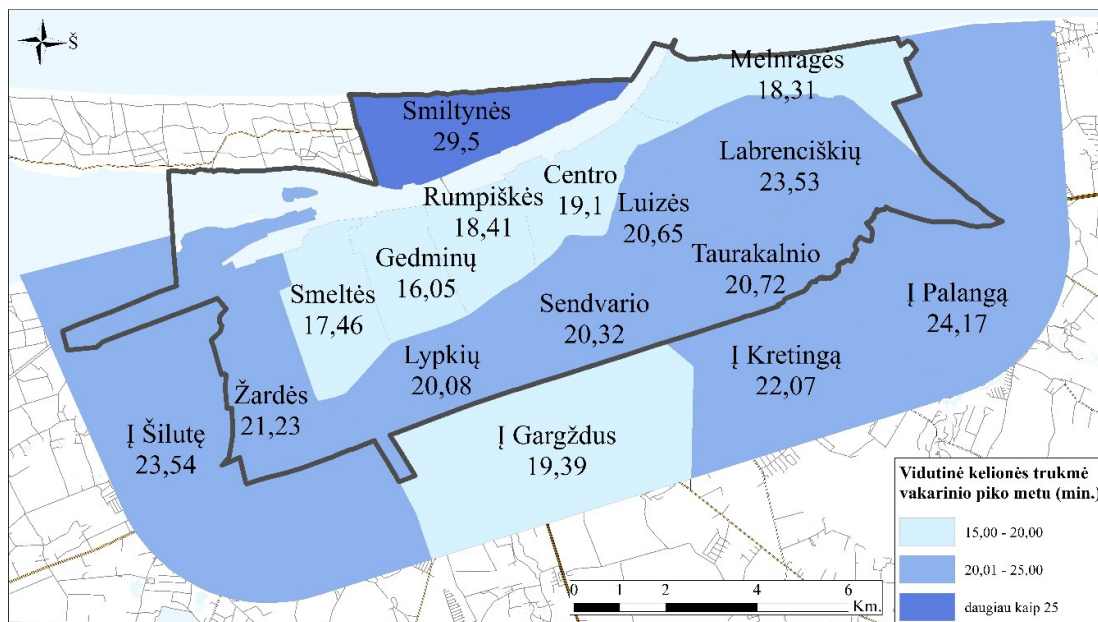 Š
Smiltynės
29,5
Melnragės
18,31
Labrenciškių
23,53
Centro
19,1
Rumpiškės
18,41
Luizės
20,65
Gedminų
16,05
Taurakalnio
20,72
Smeltės
17,46
Sendvario
20,32
Į Palangą
24,17
Lypkių
20,08
Į Kretingą
22,07
Žardės
21,23
Į Šilutę
23,54
Į Gargždus
19,39
Vidutinė kelionės trukmė
vakarinio piko metu (min.)
15,00 - 20,00
20,01 - 25,00
daugiau kaip 25
0 1 2 4 6
Km.